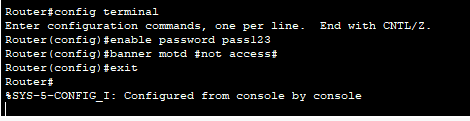 Router#config terminal
Enter configuration commands, one per line.  End with CNTL/Z.
Router(config)#enable password pass123
Router(config)#banner motd #not access#
Router(config)#exit
Router#
%SYS-5-CONFIG_I: Configured from console by console